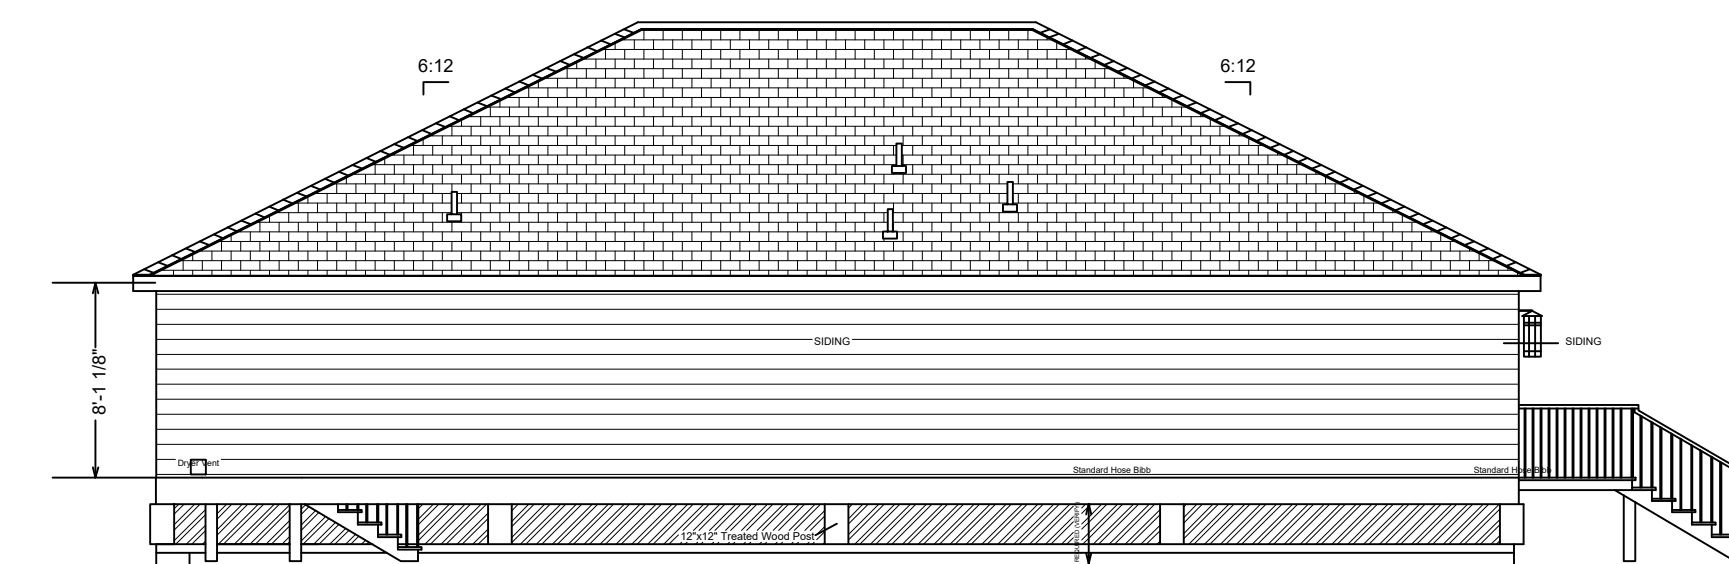 6:12
6:12
SIDING
SIDING
8'-1 1/8"
Dryer Vent
Standard Hose Bibb
Standard Hose Bibb
12"x12" Treated Wood Post
REQUIRED